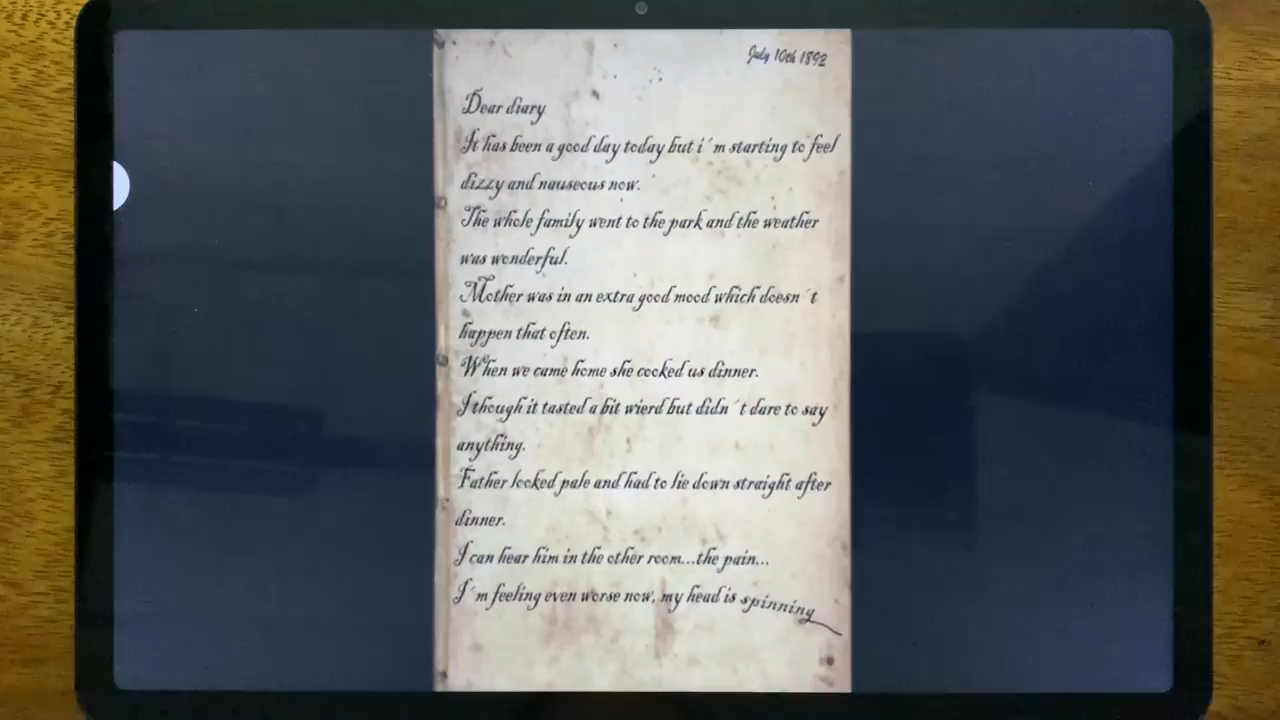 July 10th 1892
Dear diary
It has been a good day today but i´m starting to feel
dizzy and nauseous now.
The whole family went to the park and the weather
was wonderful.
Mother was in an extra good mood which doesn´t
happen that often.
When we came home she cooked us dinner.
I though it tasted a bit wierd but didn´t dare to say
anything.
Father looked pale and had to lie down straight after
dinner.
I can hear him in the other room...the pain...
I´m feeling even worse now, my head is spinning